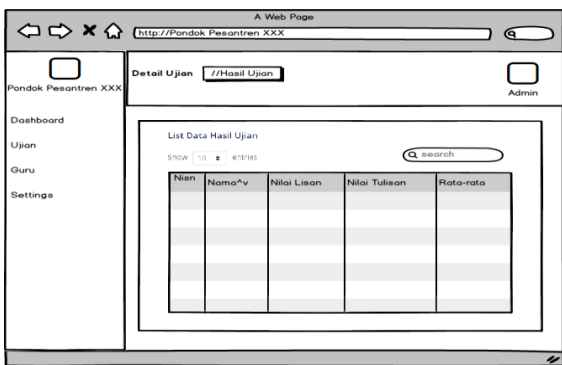 A Web Page
http://Pondok Pesantren XXX
Pondok Pesantren XXX
Detail Ujian
//Hasil Ujian
Admin
Dashboard
Ujian
Guru
Settings
List Data Hasil Ujian
Show 10 entries
search
Nisn Nama^v Nilai Lisan Nilai Tulisan Rata-rata